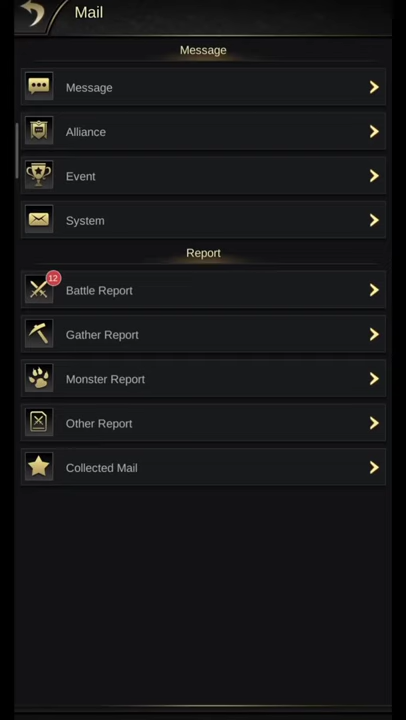 Mail
Message
Message
Alliance
Event
System
Report
12
Battle Report
Gather Report
Monster Report
Other Report
Collected Mail